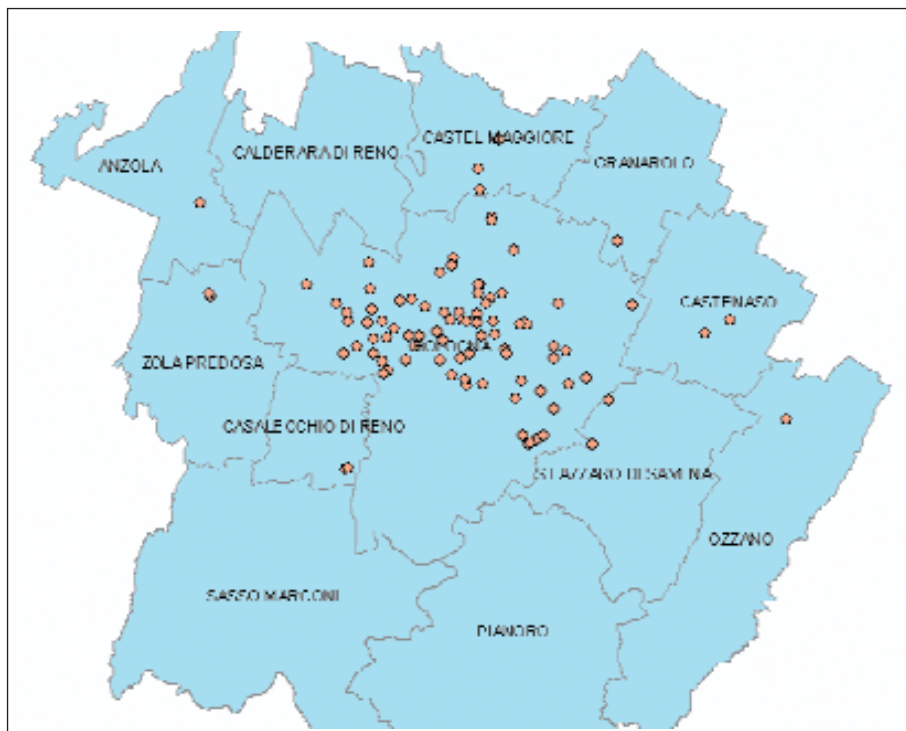 CASTEL MAGGIORE
CALDERARA DI RENO
GRANAROLO
ANZOLA
CASTENASO
BOLOGNA
ZOLA PREDOSA
CASALECCHIO DI RENO
S LAZZARO DI SAVENA
OZZANO
SASSO MARCONI
PIANORO